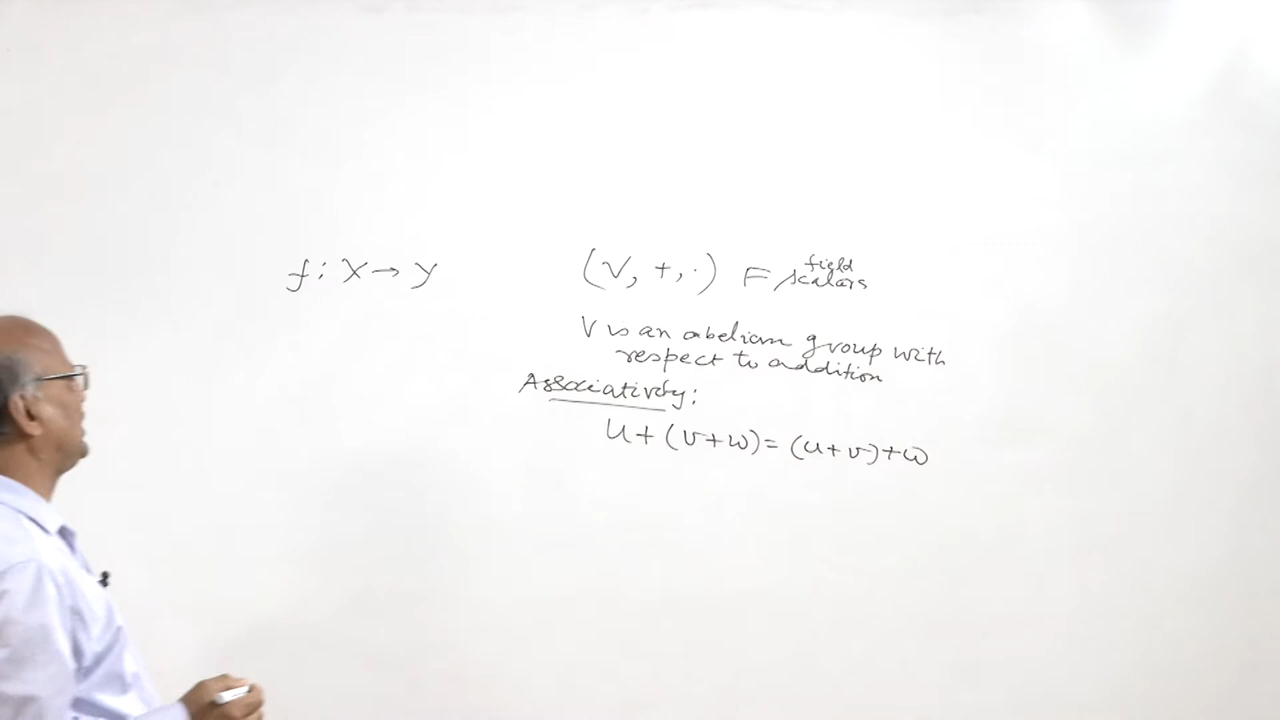 f : X → Y
(V, +, ·) F field scalars
V is an abelian group with
respect to addition
Associativity:
u + (v + w) = (u + v) + w